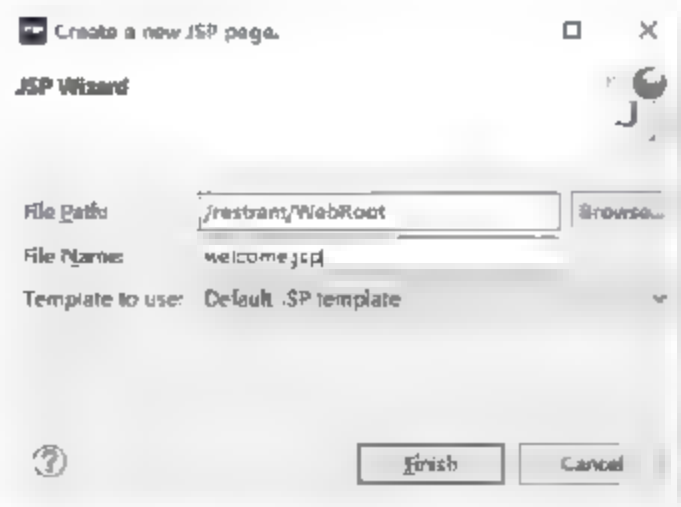 Create a new JSP page.
JSP Wizard
File Path: /restrant/WebRoot Browse...
File Name: welcome.jsp
Template to use: Default JSP template
Finish Cancel